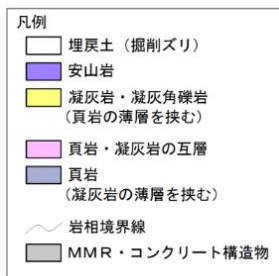 凡例
埋戻土（掘削ズリ）
安山岩
凝灰岩・凝灰角礫岩
（頁岩の薄層を挟む）
頁岩・凝灰岩の互層
頁岩
（凝灰岩の薄層を挟む）
岩相境界線
ＭＭＲ・コンクリート構造物